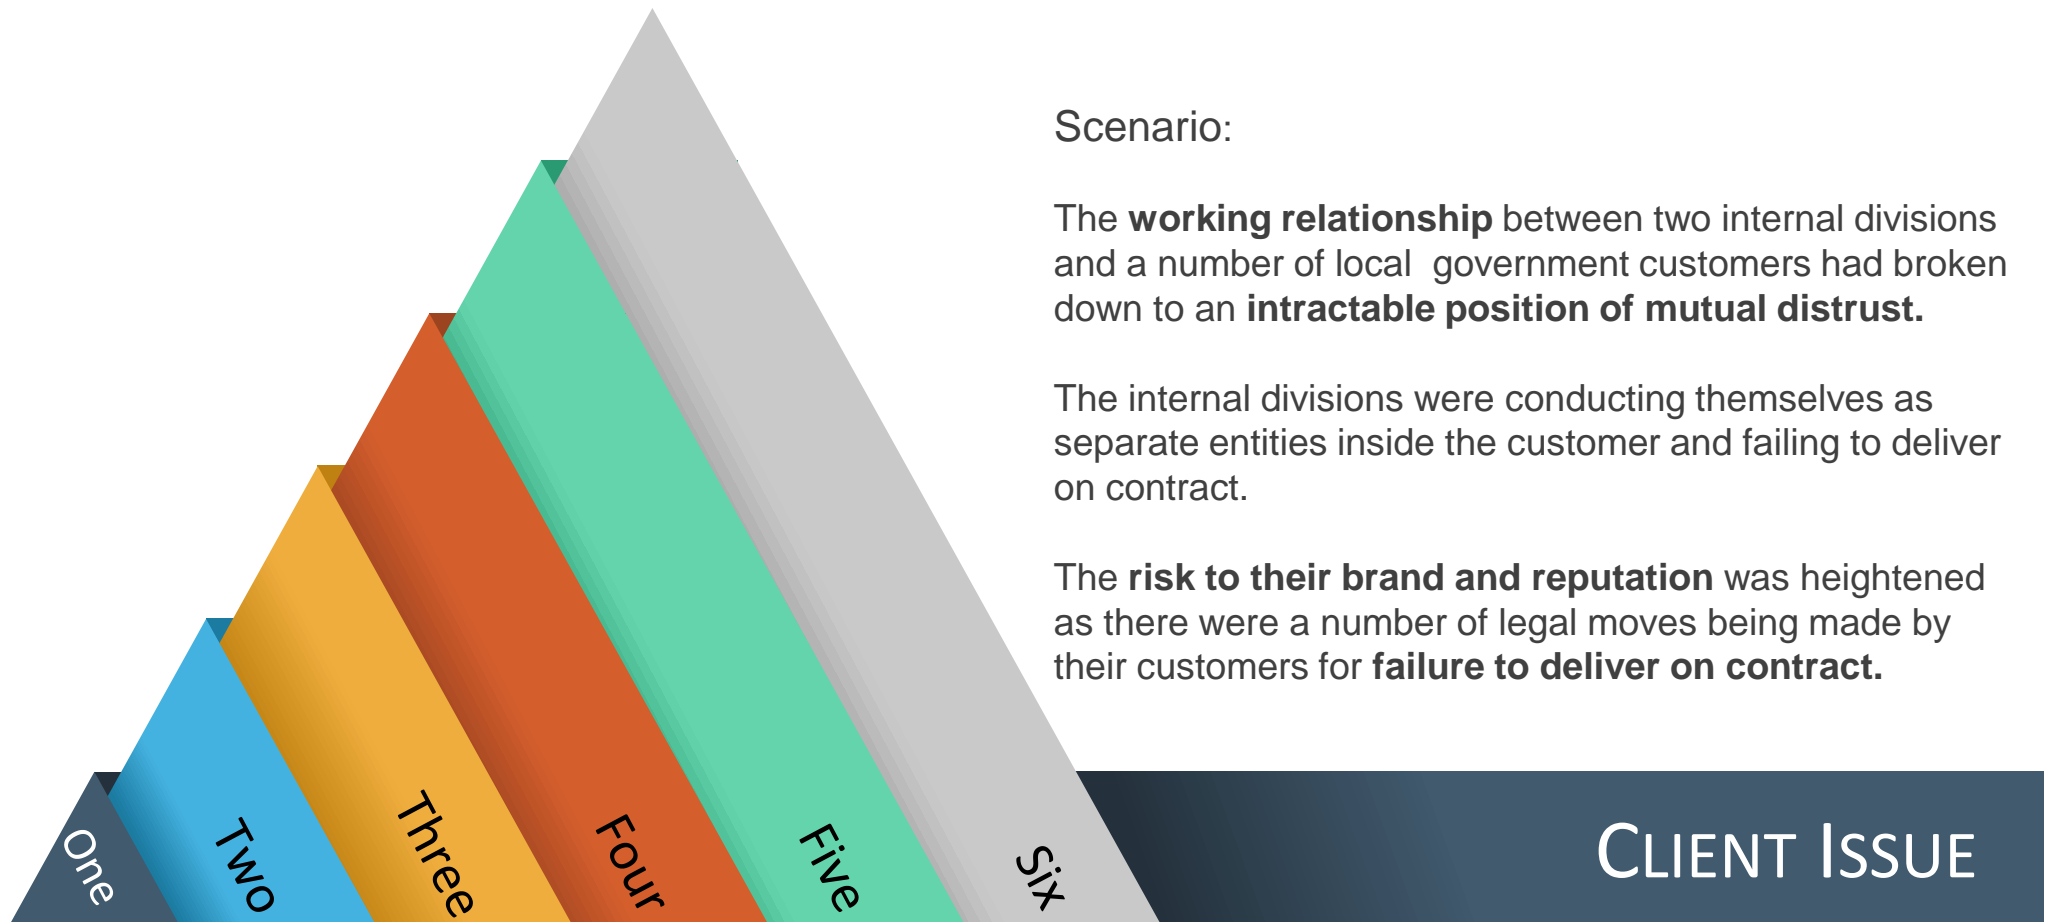 Scenario:
The working relationship between two internal divisions
and a number of local  government customers had broken
down to an intractable position of mutual distrust.
The internal divisions were conducting themselves as
separate entities inside the customer and failing to deliver
on contract.
The risk to their brand and reputation was heightened
as there were a number of legal moves being made by
their customers for failure to deliver on contract.
One
Two
Three
Four
Five
Six
CLIENT ISSUE